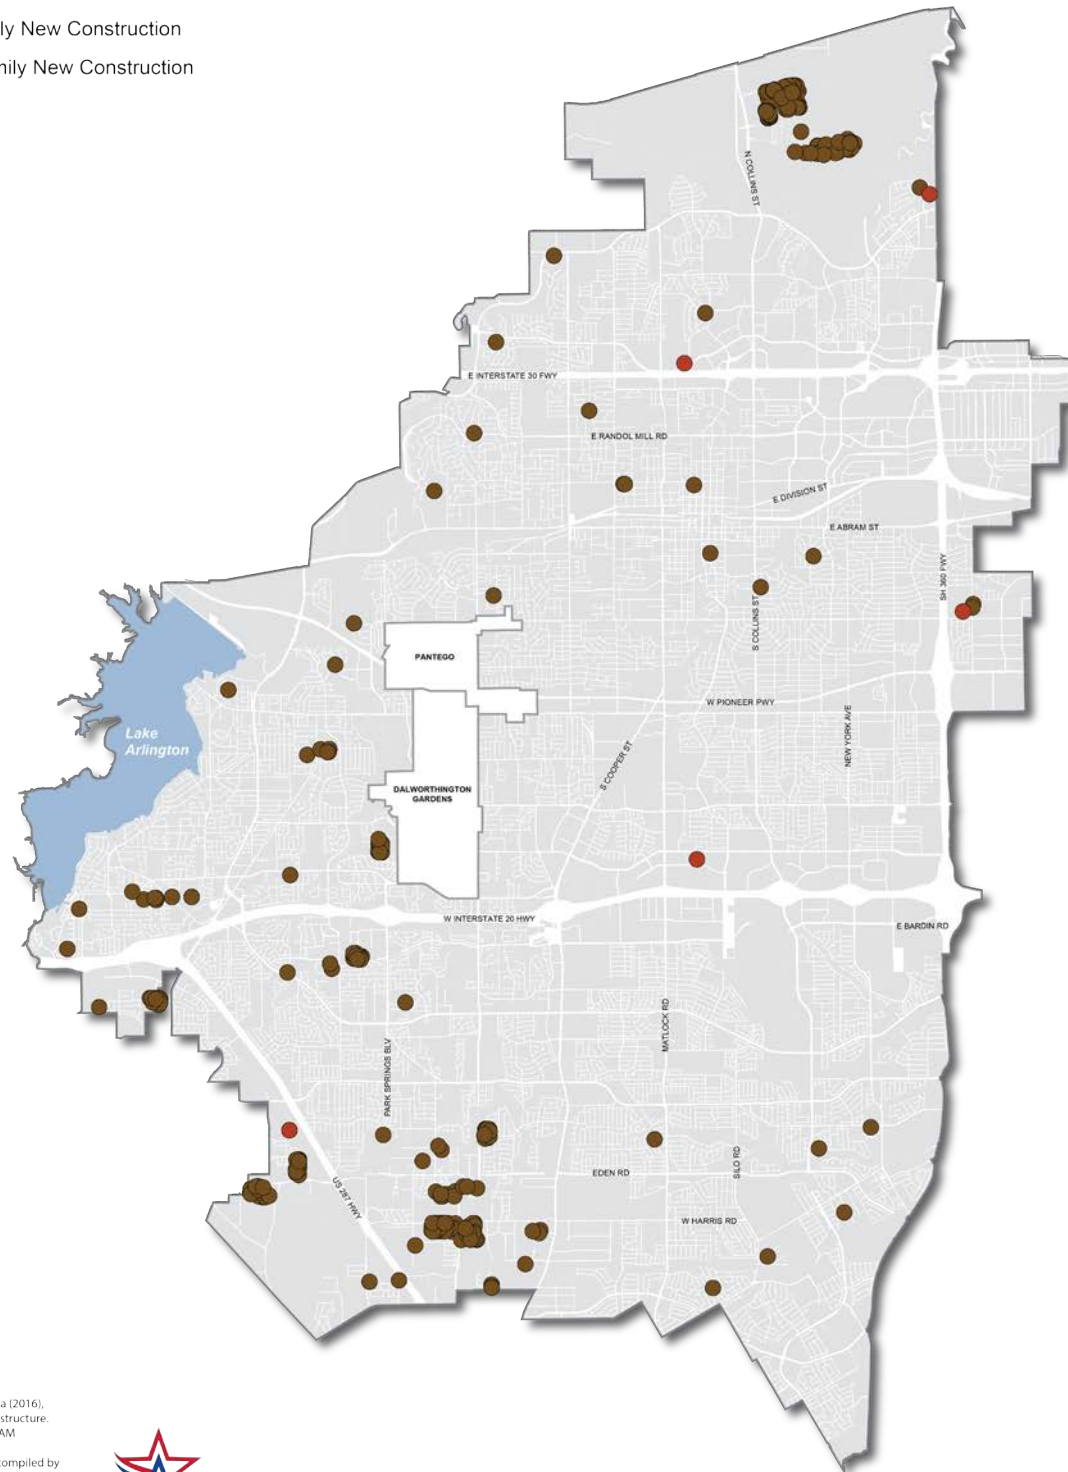 ly New Construction
mily New Construction
N COLLINS ST
E INTERSTATE 30 FWY
E RANDOL MILL RD
E DIVISION ST
E ABRAM ST
SH 360 FWY
S COLLINS ST
PANTEGO
W PIONEER PWY
NEW YORK AVE
Lake
Arlington
S COOPER ST
DALWORTHINGTON
GARDENS
W INTERSTATE 20 HWY
E BARDIN RD
MATLOCK RD
PARK SPRINGS BLV
EDEN RD
SILO RD
US 287 HWY
W HARRIS RD
a (2016),
structure.
AM
compiled by